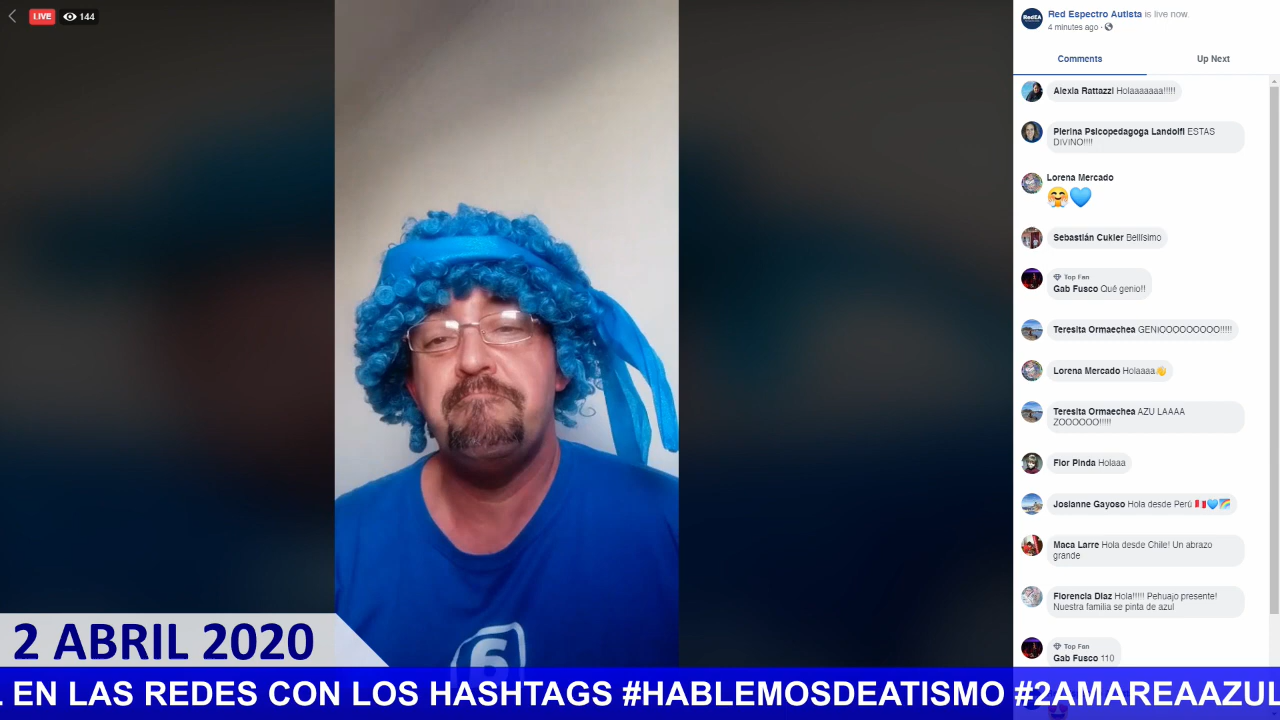 LIVE 144
Red Espectro Autista is live now
4 minutes ago
RedEA
Comments Up Next
Alexia Rattazzi Holaaaaaaa!!!!!
Pierina Psicopedagoga Landolfi ESTAS
DIVINO!!!!
Lorena Mercado
🤗💙
Sebastián Cukier Bellísimo
Top Fan
Gab Fusco Qué genio!!
Teresita Ormaechea GENiOOOOOOOOO!!!!!
Lorena Mercado Holaaaa👋
Teresita Ormaechea AZU LAAAA
ZOOOOOO!!!!!
Flor Pinda Holaaa
Josianne Gayoso Hola desde Perú 🇵🇪💙🌈
Maca Larre Hola desde Chile! Un abrazo
grande
Florencia Diaz Hola!!!!! Pehuajo presente!
Nuestra familia se pinta de azul
Top Fan
Gab Fusco 110
6
2 ABRIL 2020
EN LAS REDES CON LOS HASHTAGS #HABLEMOSDEATISMO #2AMAREAAZUL